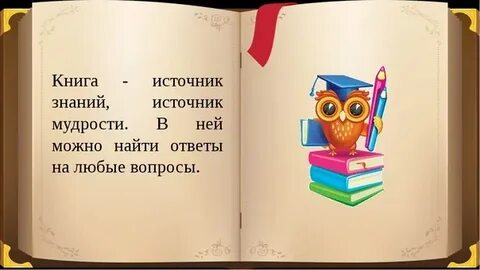 Книга - источник
знаний, источник
мудрости. В ней
можно найти ответы
на любые вопросы.